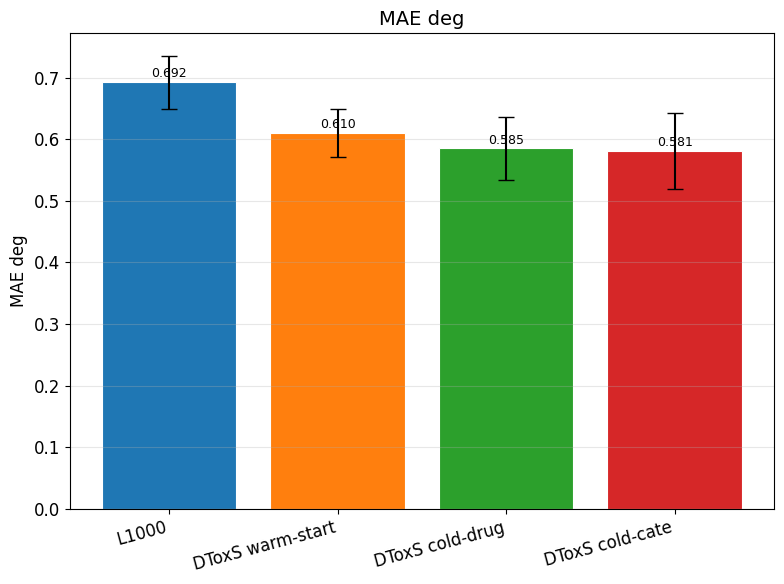 MAE deg
MAE deg
0.7
0.6
0.5
0.4
0.3
0.2
0.1
0.0
0.692
0.610
0.585
0.581
L1000
DToxS warm-start
DToxS cold-drug
DToxS cold-cate